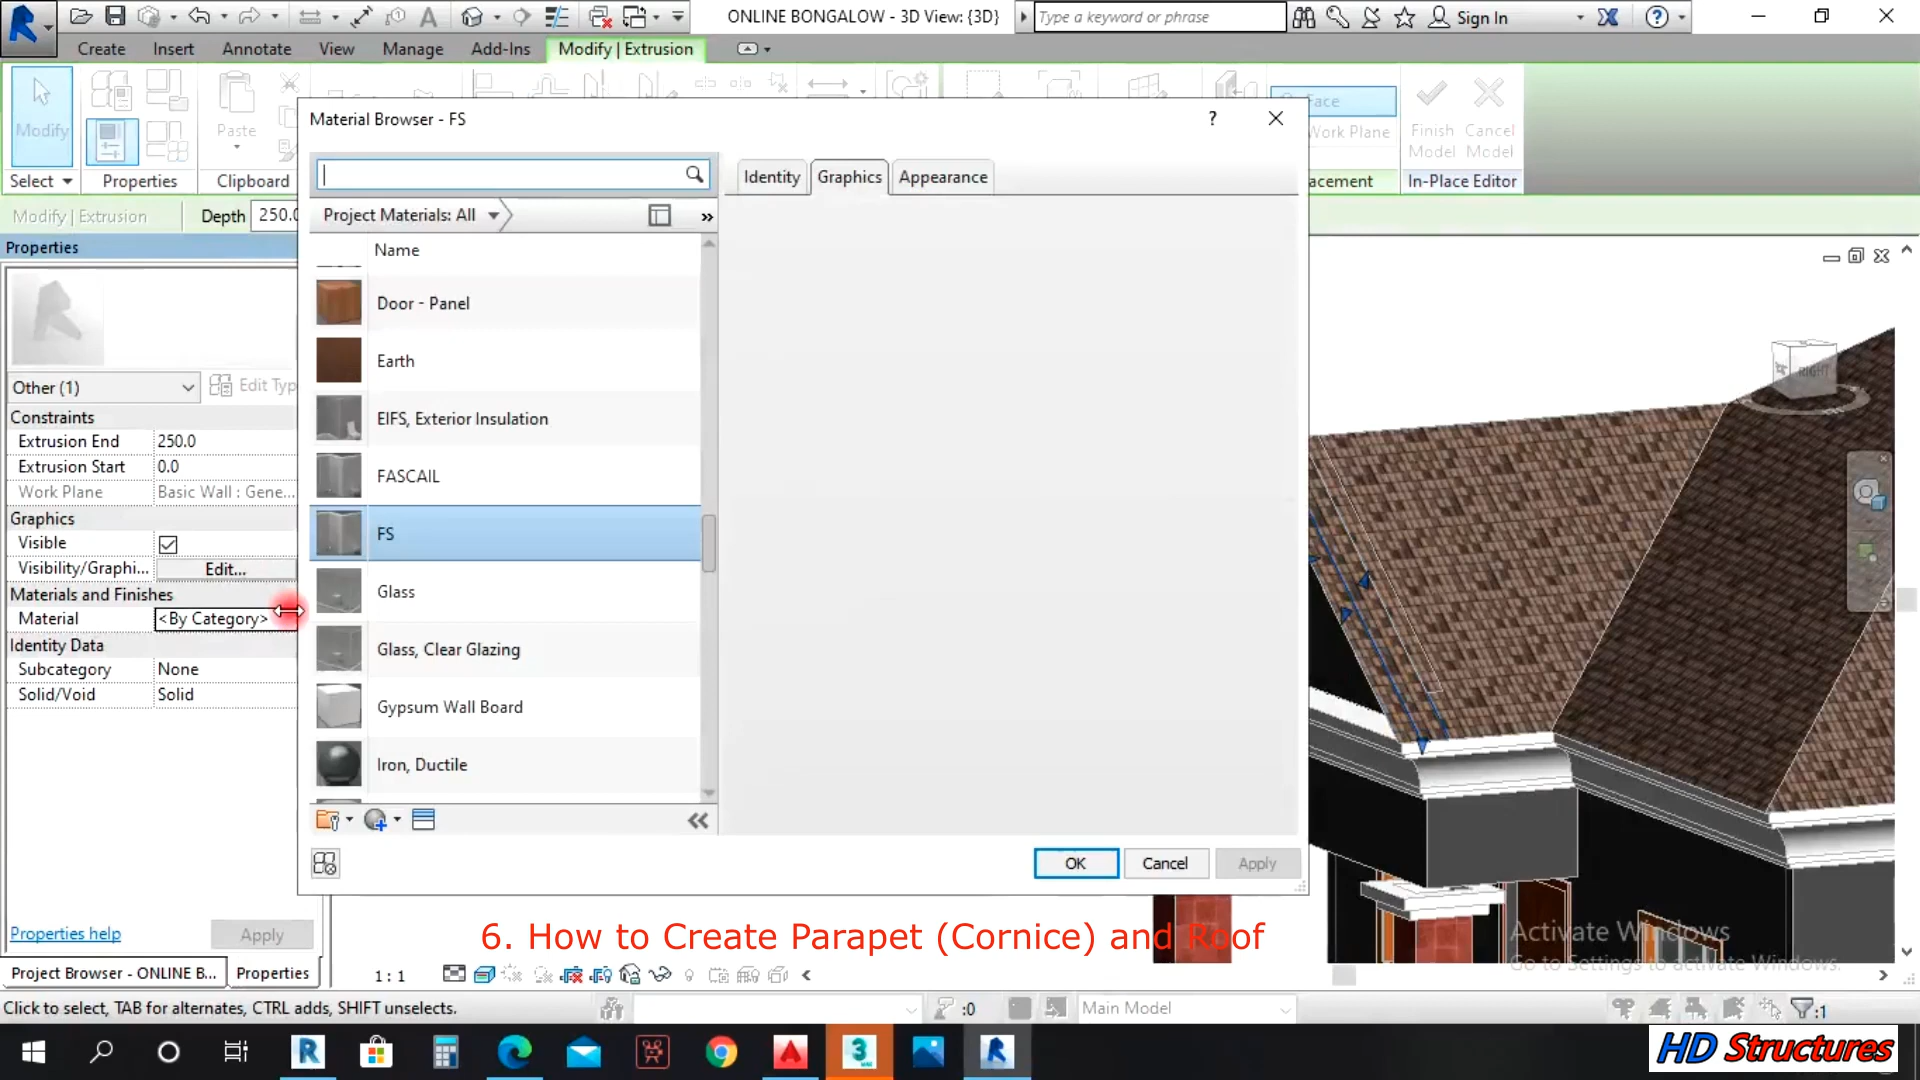 ONLINE BONGALOW - 3D View: {3D}
Type a keyword or phrase
Sign In
Create Insert Annotate View Manage Add-Ins Modify | Extrusion
Modify
Paste
Face
Work Plane
Finish Model
Cancel Model
Select
Properties
Clipboard
acement
In-Place Editor
Modify | Extrusion
Depth 250.0
Properties
Other (1)
Edit Typ
Constraints
Extrusion End 250.0
Extrusion Start 0.0
Work Plane Basic Wall : Gene...
Graphics
Visible
Visibility/Graphi... Edit...
Materials and Finishes
Material <By Category>
Identity Data
Subcategory None
Solid/Void Solid
Properties help
Apply
Project Browser - ONLINE B...
Properties
Material Browser - FS
?
Project Materials: All
Name
Door - Panel
Earth
EIFS, Exterior Insulation
FASCAIL
FS
Glass
Glass, Clear Glazing
Gypsum Wall Board
Iron, Ductile
Identity Graphics Appearance
OK Cancel Apply
RIGHT
6. How to Create Parapet (Cornice) and Roof
Activate Windows
Go to Settings to activate Windows.
1 : 1
Click to select, TAB for alternates, CTRL adds, SHIFT unselects.
:0
Main Model
:1
HD Structures